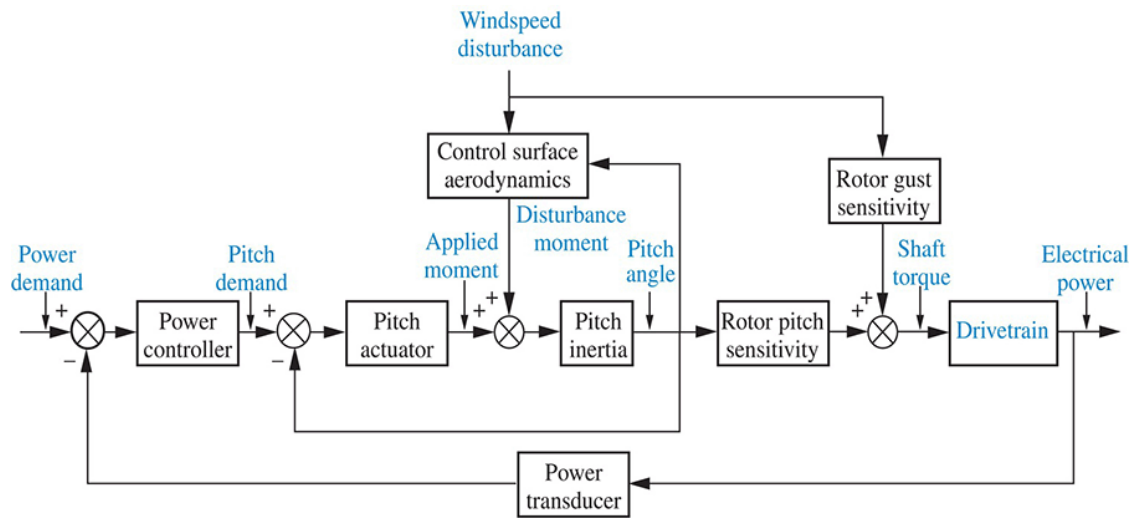 Windspeed
disturbance
Control surface
aerodynamics
Rotor gust
sensitivity
Disturbance
moment
Applied
moment
Pitch
angle
Shaft
torque
Electrical
power
Power
demand
Pitch
demand
+
+
+
+
+
+
Power
controller
Pitch
actuator
Pitch
inertia
Rotor pitch
sensitivity
Drivetrain
−
−
Power
transducer